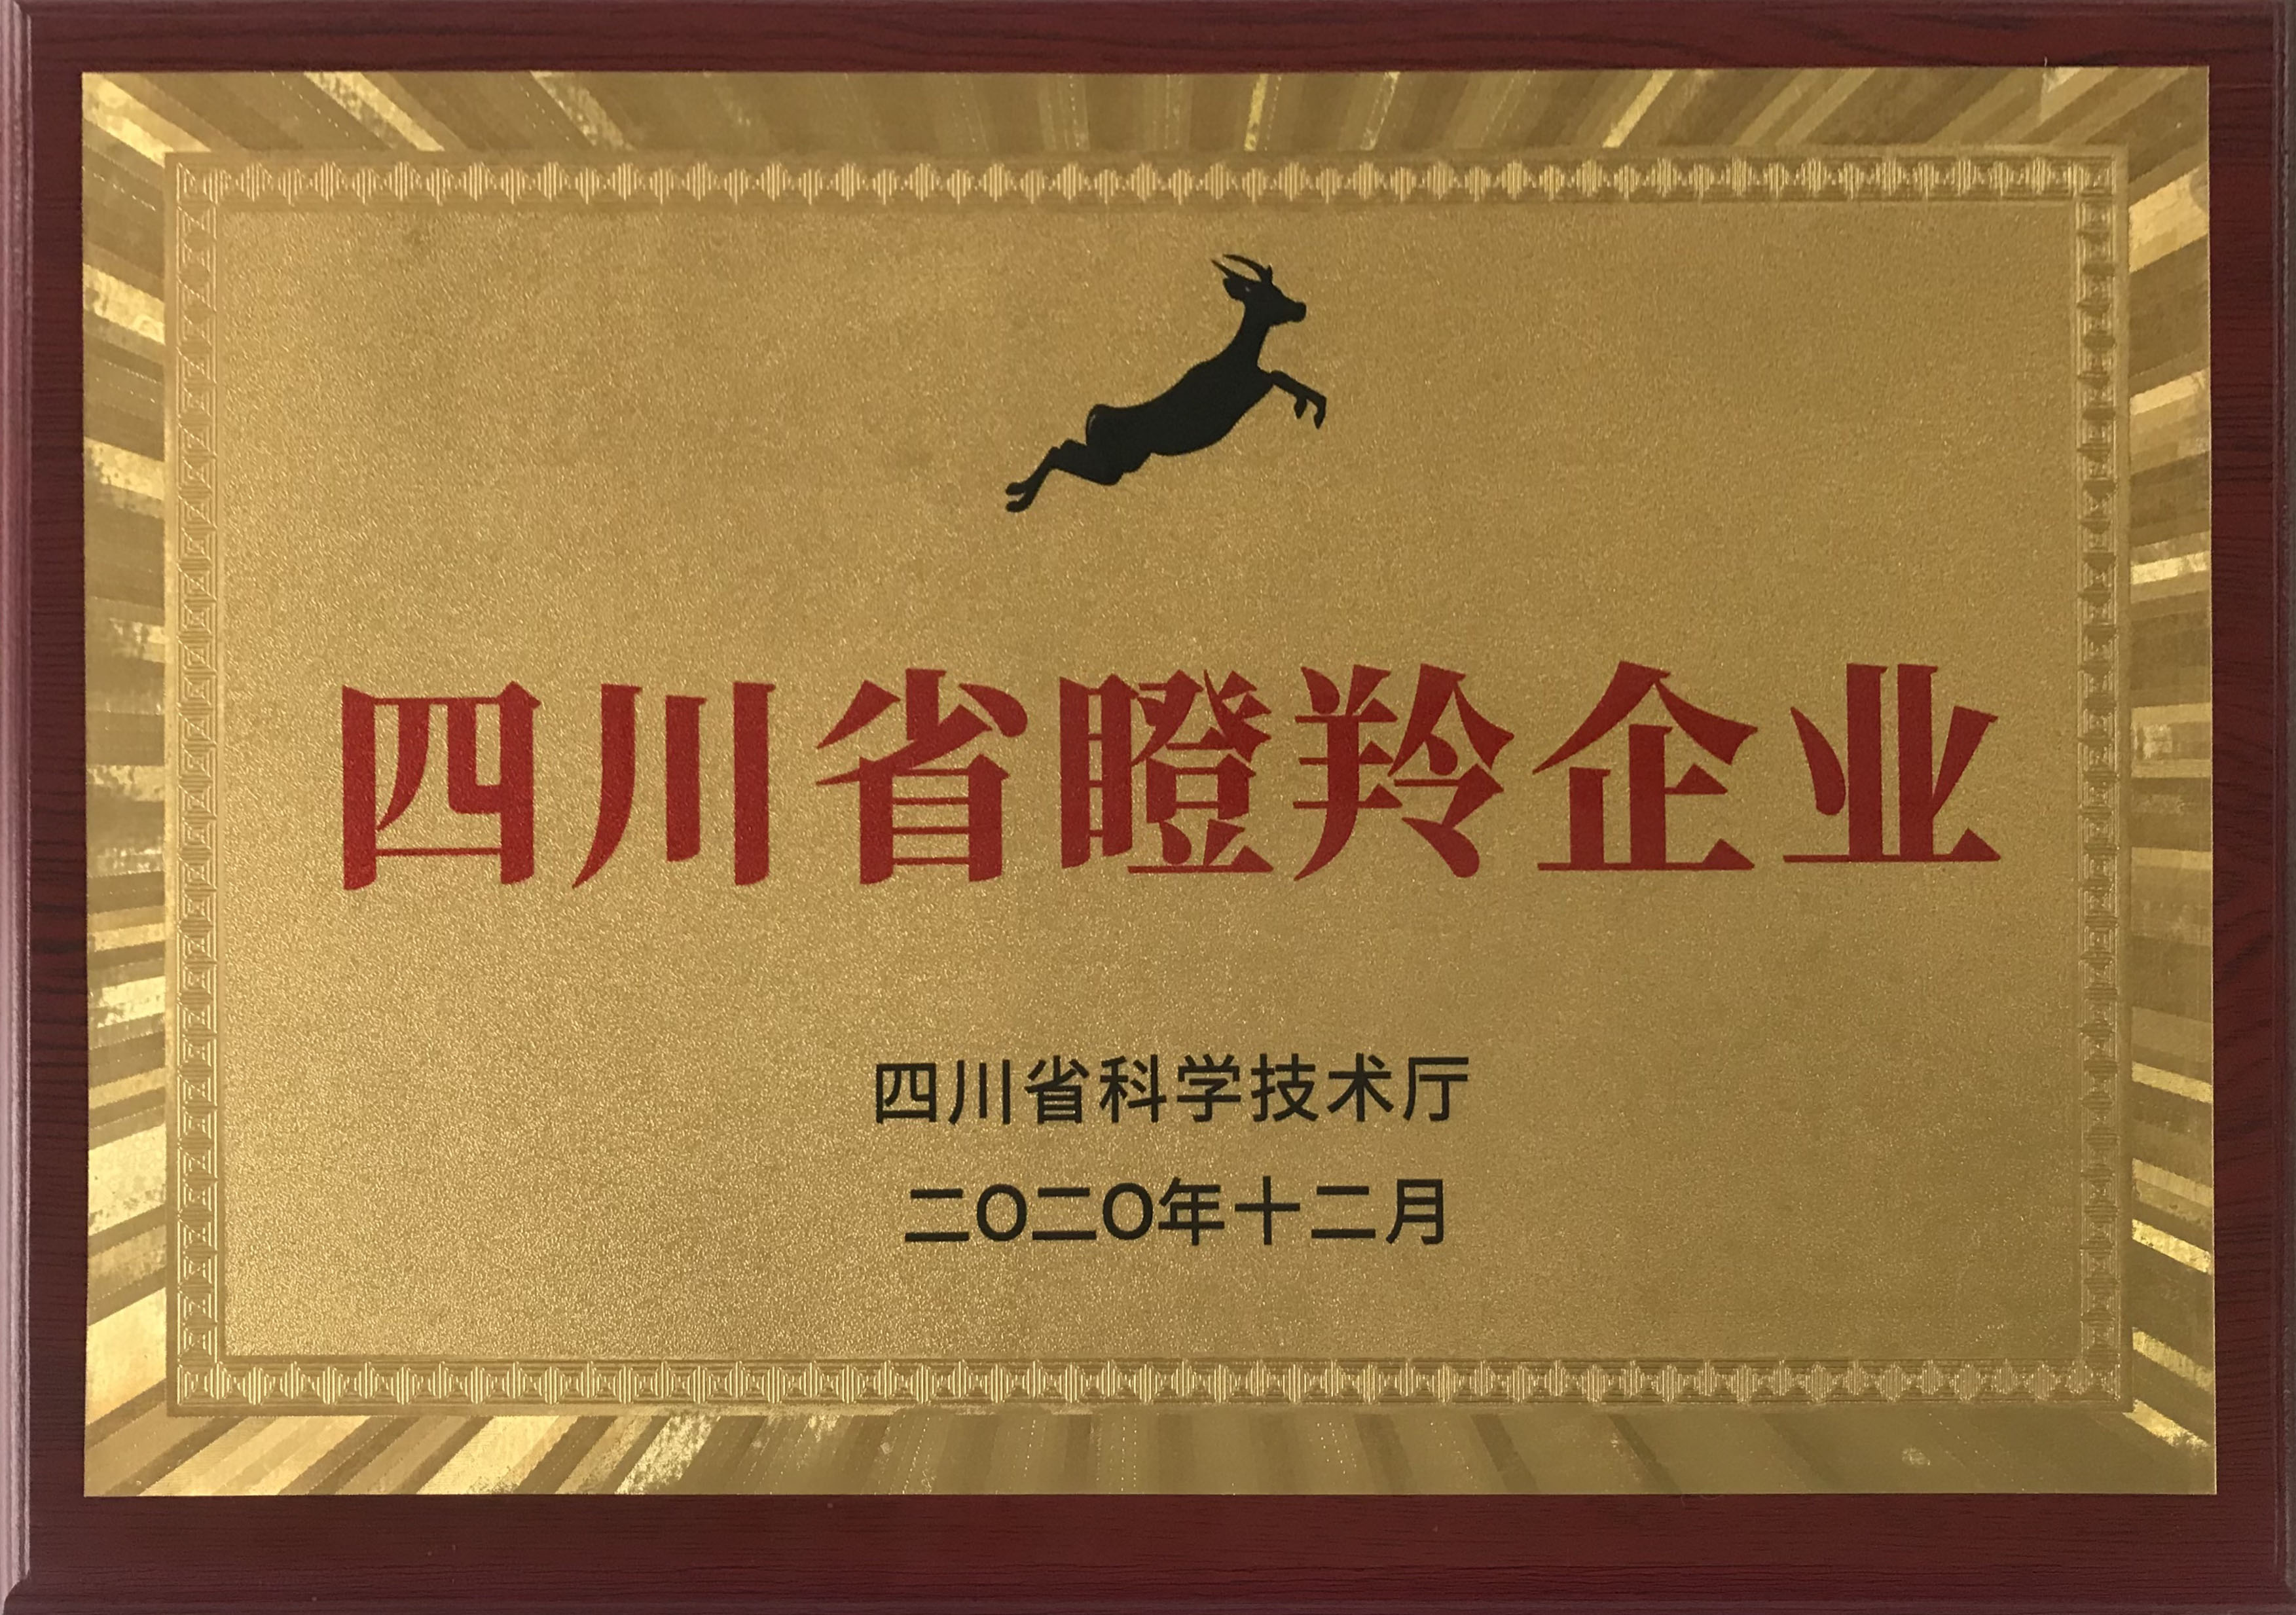 四川省瞪羚企业
四川省科学技术厅
二〇二〇年十二月